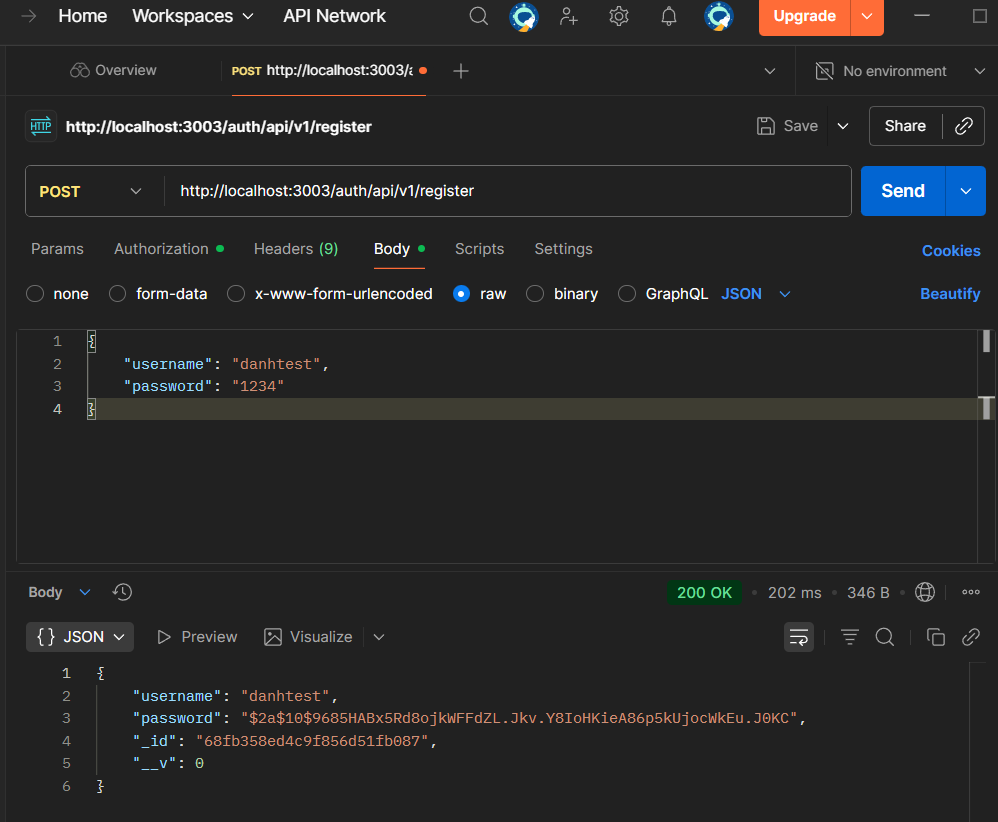 Home Workspaces API Network Upgrade
Overview POST http://localhost:3003/a No environment
HTTP http://localhost:3003/auth/api/v1/register Save Share
POST http://localhost:3003/auth/api/v1/register Send
Params Authorization Headers (9) Body Scripts Settings Cookies
none form-data x-www-form-urlencoded raw binary GraphQL JSON Beautify
1 {
2 "username": "danhtest",
3 "password": "1234"
4 }
Body 200 OK • 202 ms • 346 B •
{} JSON Preview Visualize
1 {
2 "username": "danhtest",
3 "password": "$2a$10$9685HABx5Rd8ojkWFFdZL.Jkv.Y8IoHKieA86p5kUjocWkEu.J0KC",
4 "_id": "68fb358ed4c9f856d51fb087",
5 "__v": 0
6 }